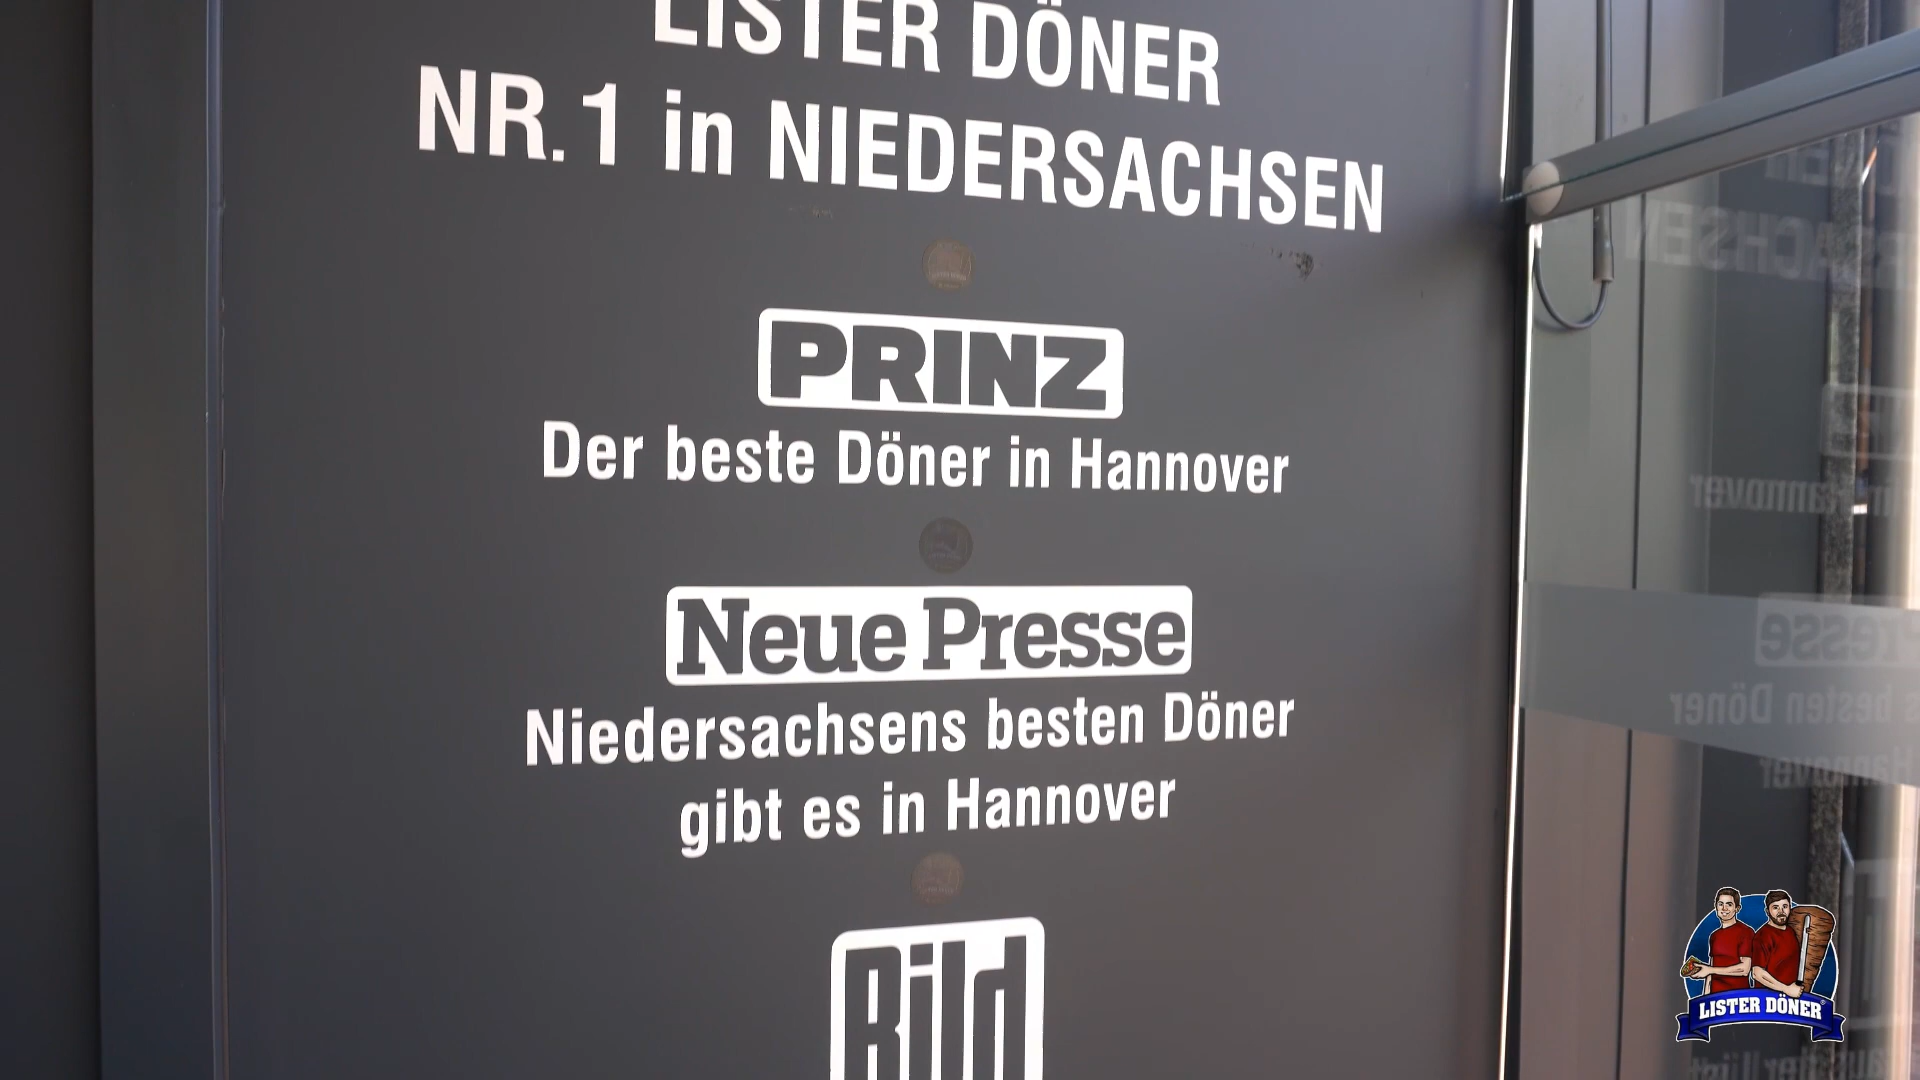 LISTER DÖNER
NR.1 in NIEDERSACHSEN
PRINZ
Der beste Döner in Hannover
Neue Presse
Niedersachsens besten Döner
gibt es in Hannover
Bild
LISTER DÖNER